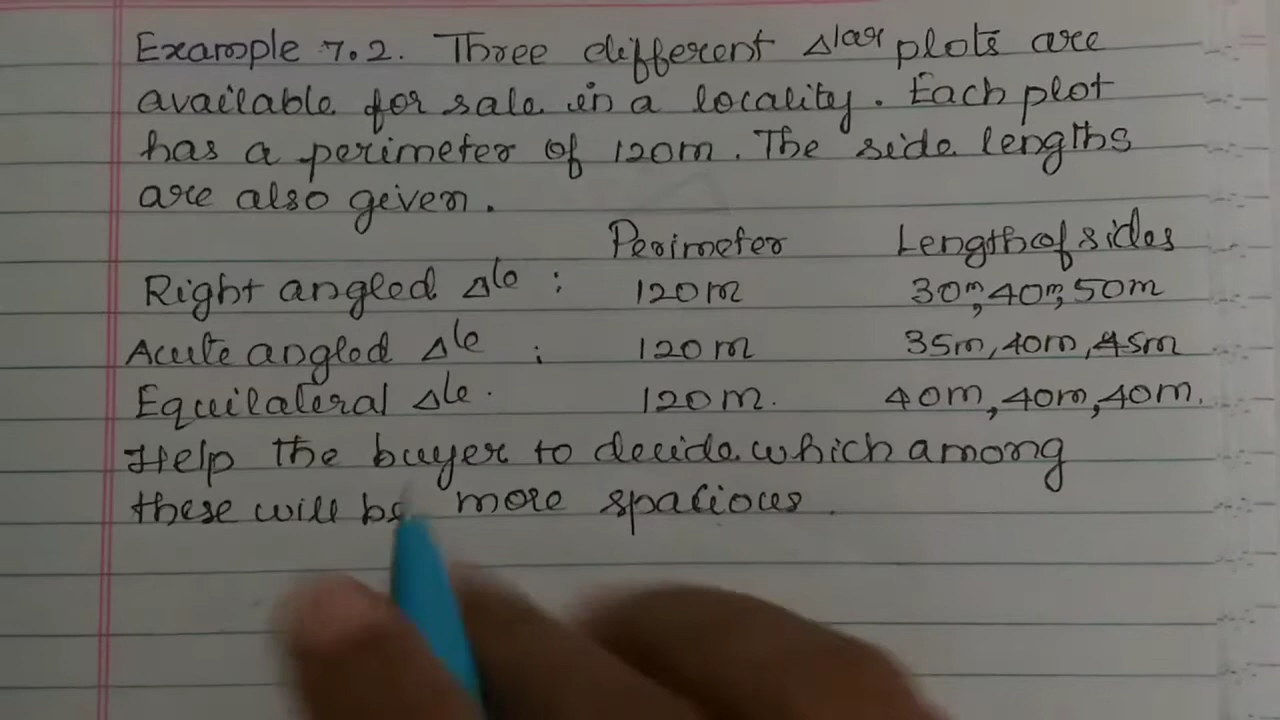 Example 7.2. Three different Δlar plots are
available for sale in a locality. Each plot
has a perimeter of 120m. The side lengths
are also given.
Perimeter Length of sides
Right angled Δle : 120m 30m, 40m, 50m
Acute angled Δle : 120m 35m, 40m, 45m
Equilateral Δle. 120m. 40m, 40m, 40m.
Help the buyer to decide which among
these will be more spacious.